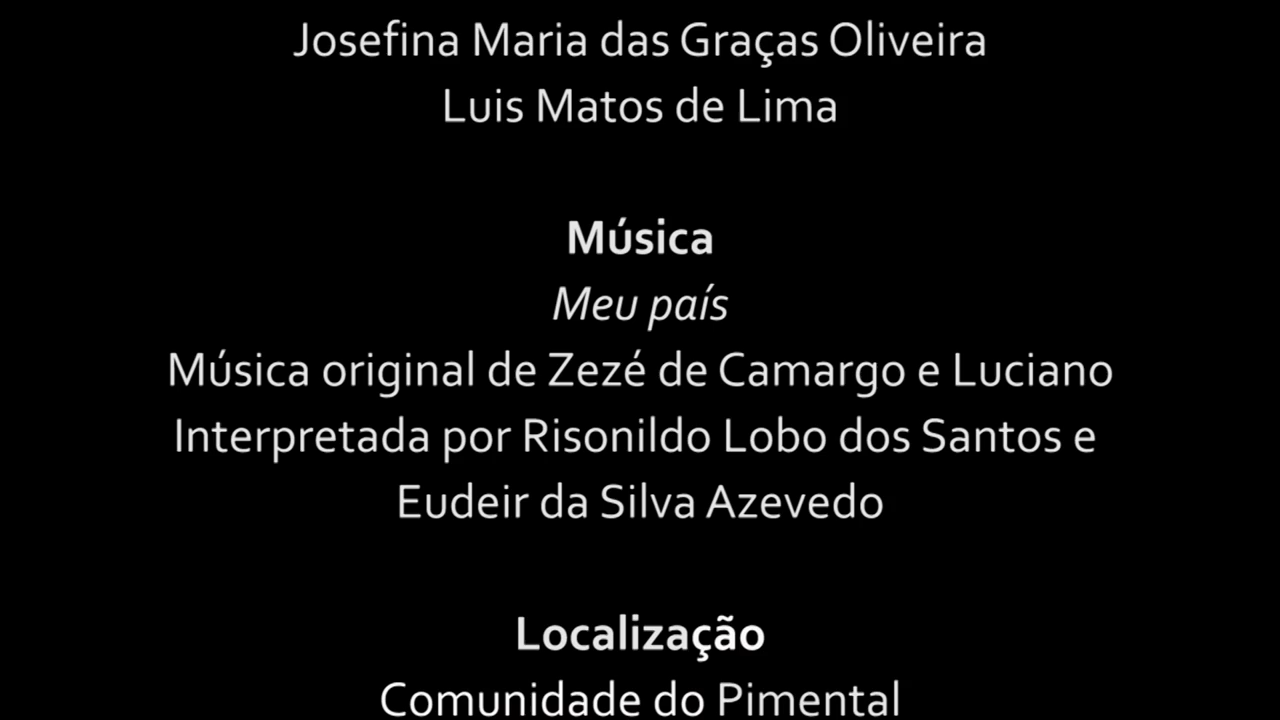 Josefina Maria das Graças Oliveira
Luis Matos de Lima
Música
Meu país
Música original de Zezé de Camargo e Luciano
Interpretada por Risonildo Lobo dos Santos e
Eudeir da Silva Azevedo
Localização
Comunidade do Pimental